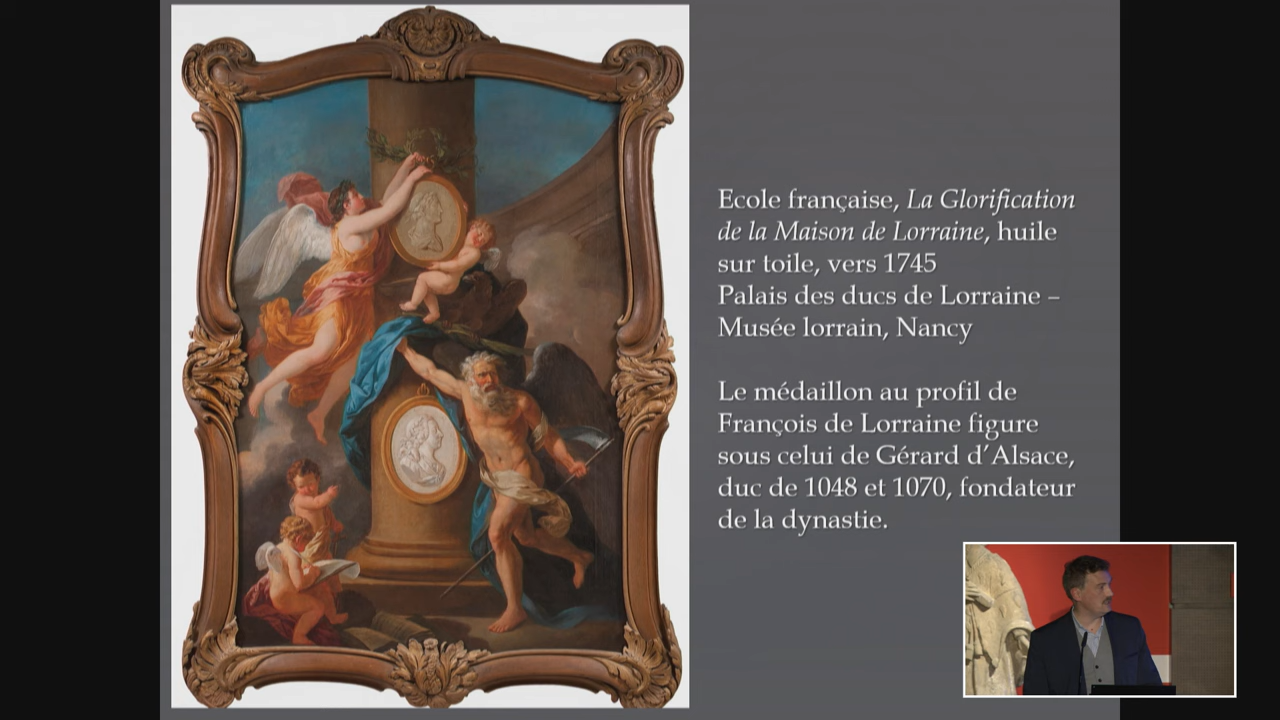 Ecole française, La Glorification
de la Maison de Lorraine, huile
sur toile, vers 1745
Palais des ducs de Lorraine –
Musée lorrain, Nancy
Le médaillon au profil de
François de Lorraine figure
sous celui de Gérard d’Alsace,
duc de 1048 et 1070, fondateur
de la dynastie.